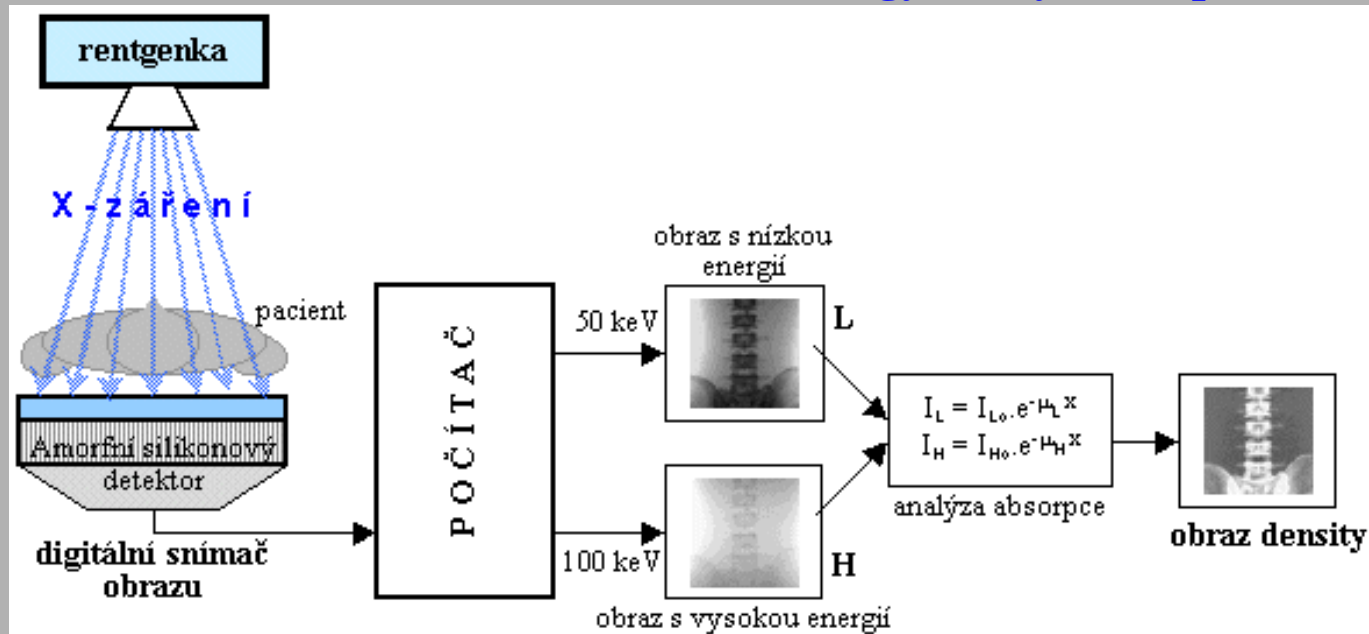 rentgenka
X-záření
pacient
Amorfní silikonový
detektor
digitální snímač
obrazu
POČÍTAČ
50 keV
100 keV
obraz s nízkou
energií
L
H
obraz s vysokou energií
I_L = I_Lo.e^-μ_L x
I_H = I_Ho.e^-μ_H x
analýza absorpce
obraz density